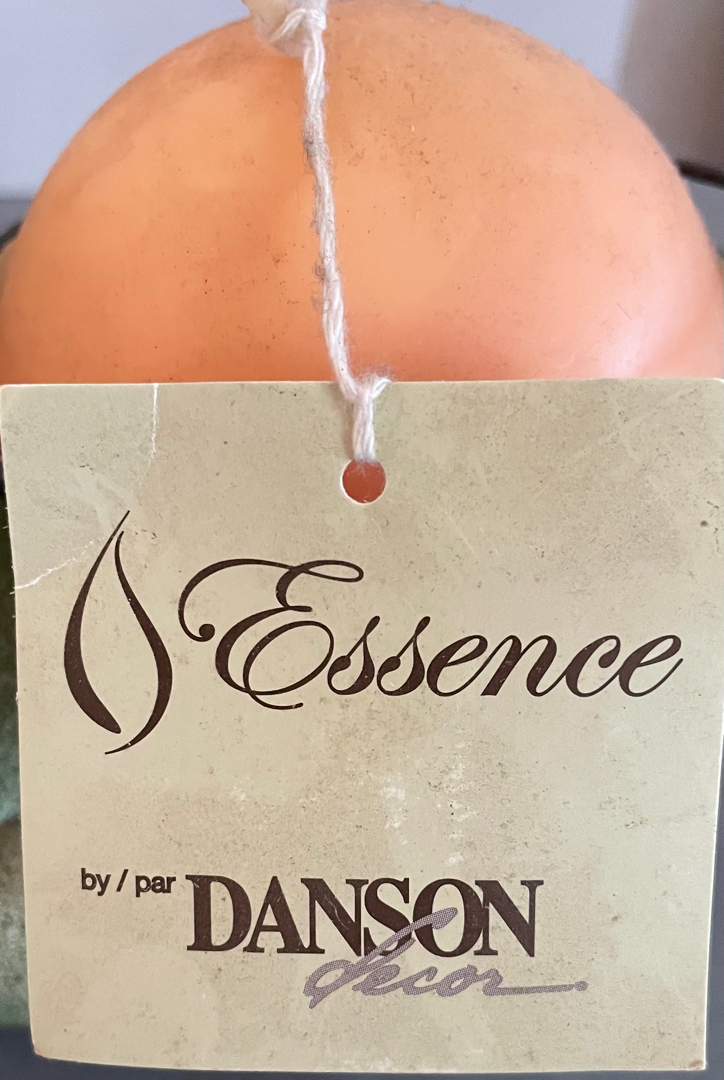 Essence
by / par DANSON
decor